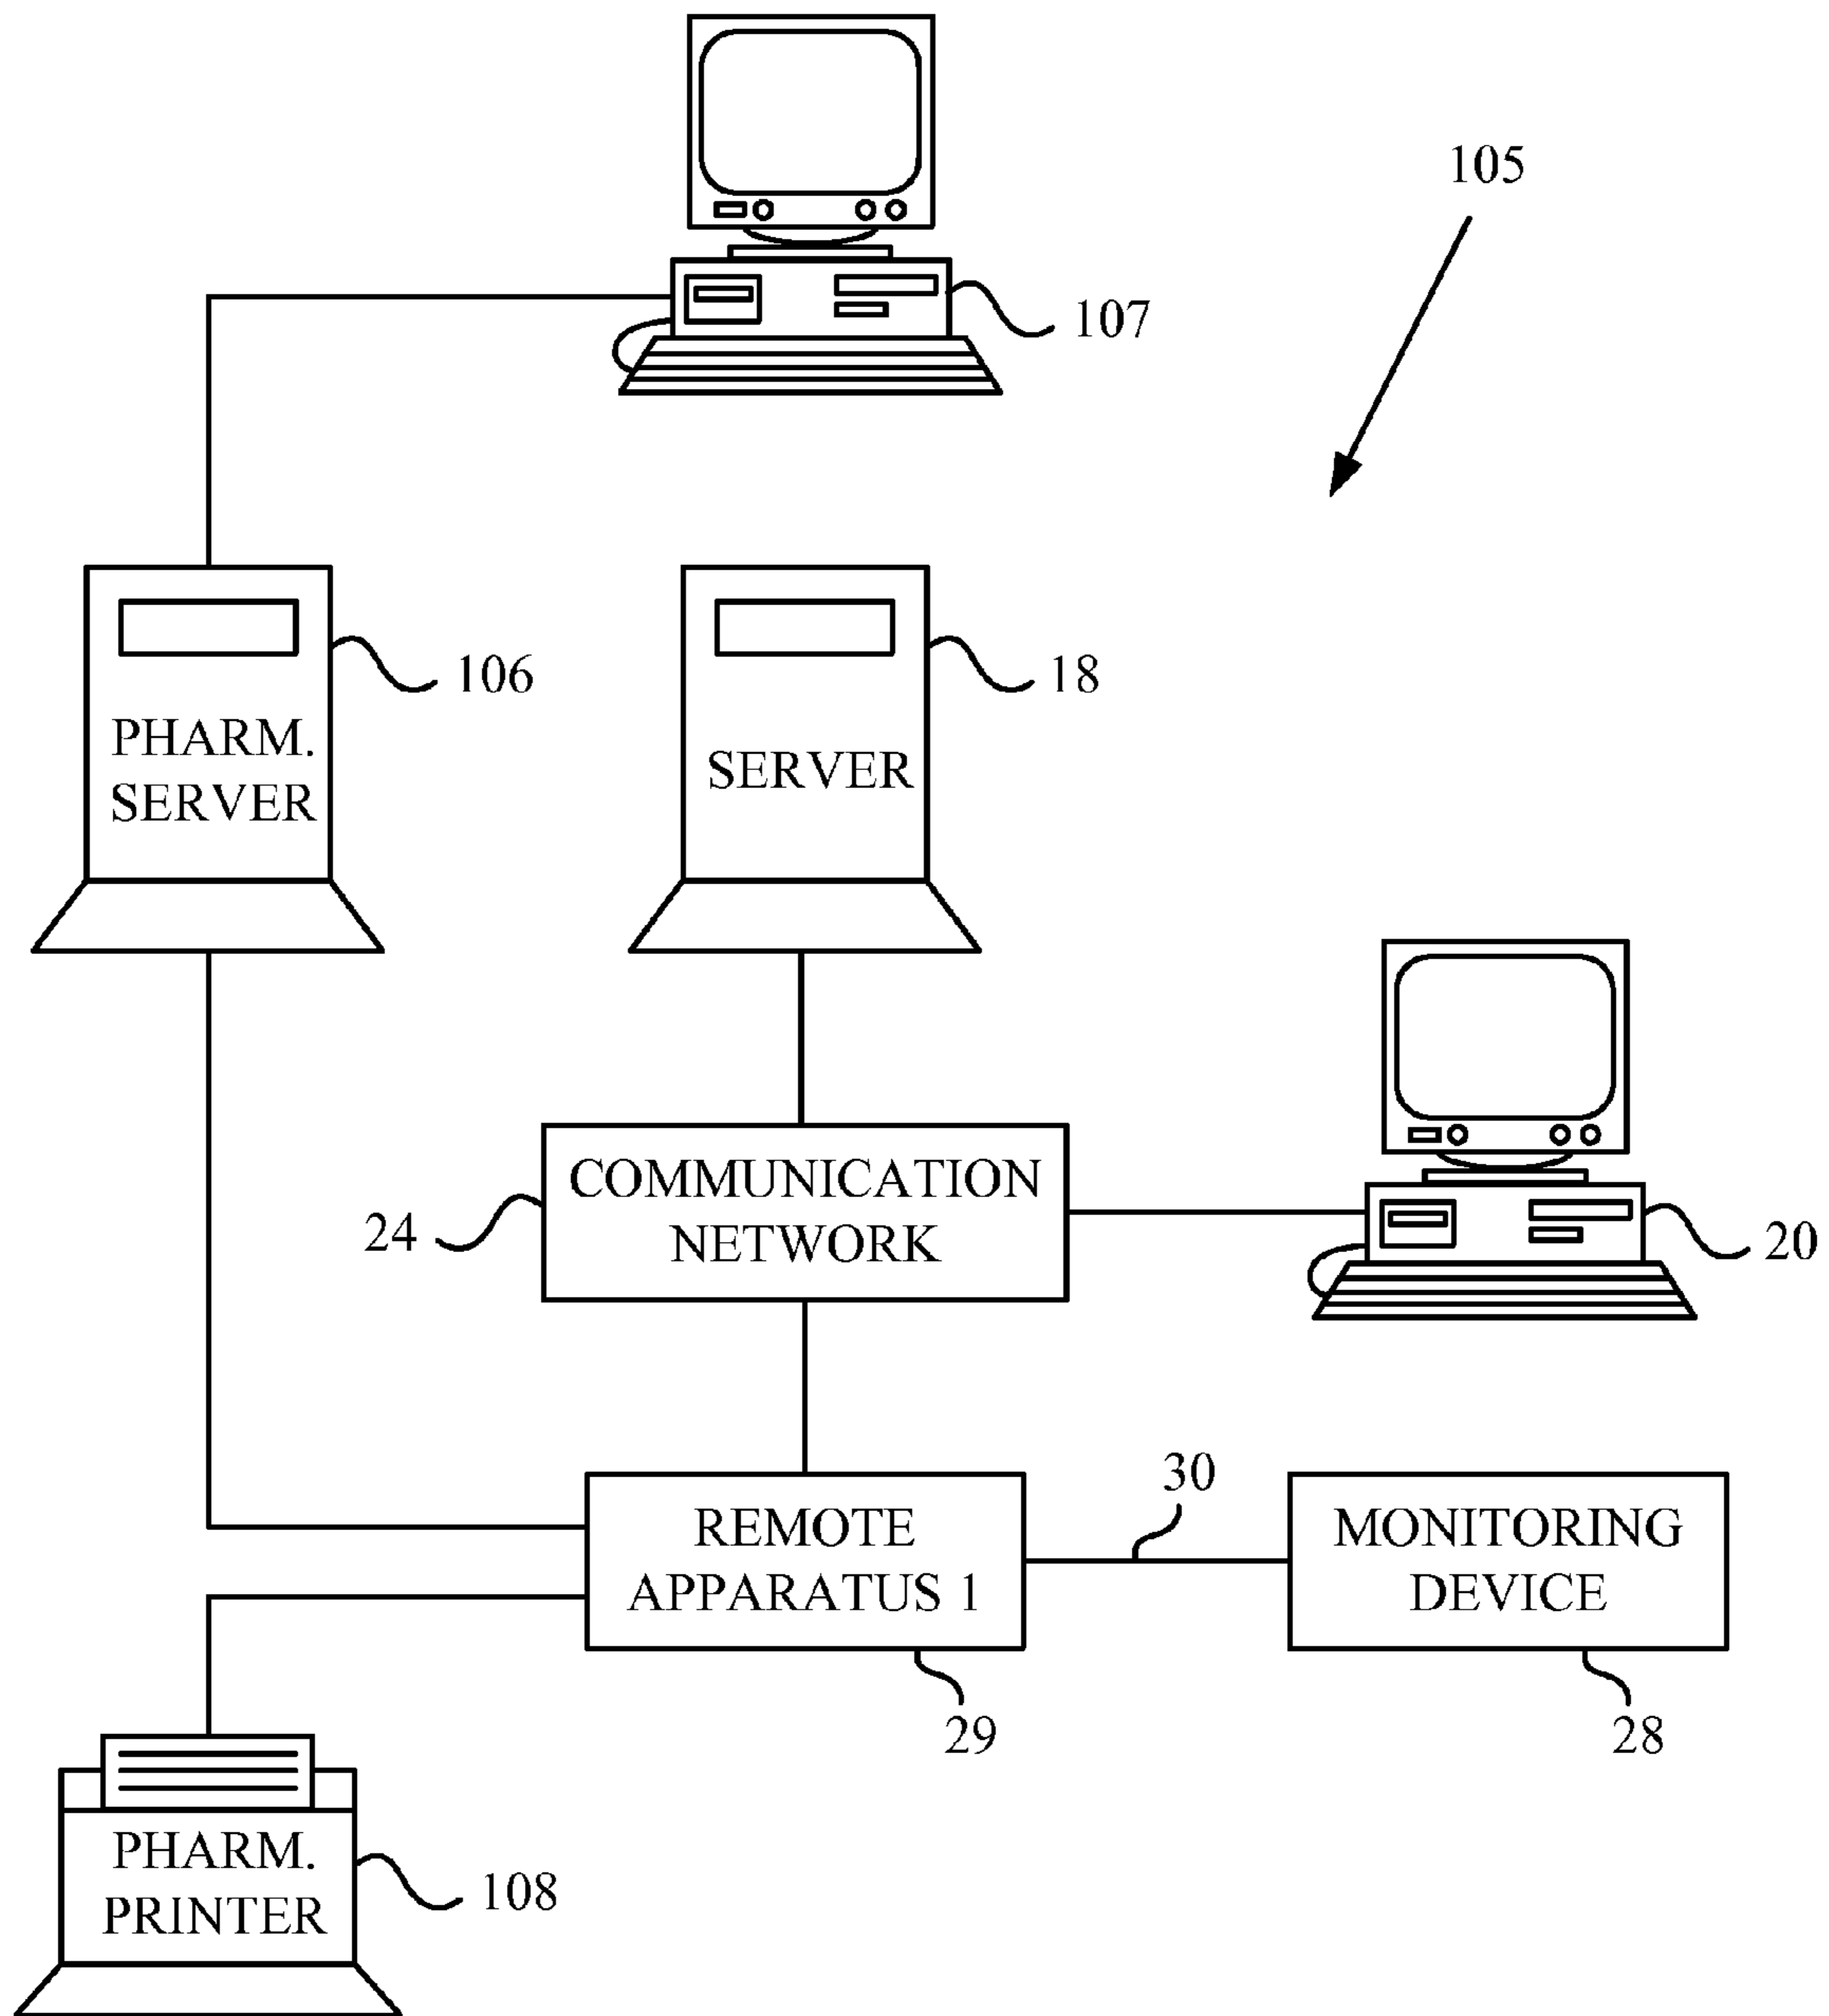 105
107
106
PHARM.
SERVER
18
SERVER
24
COMMUNICATION
NETWORK
20
30
REMOTE
APPARATUS 1
MONITORING
DEVICE
29
28
PHARM.
PRINTER
108